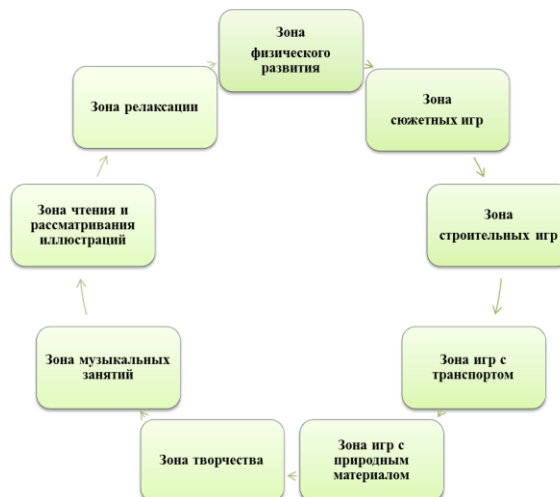 Зона
физического
развития
Зона
сюжетных игр
Зона
строительных игр
Зона игр с
транспортом
Зона игр с
природным
материалом
Зона творчества
Зона музыкальных
занятий
Зона чтения и
рассматривания
иллюстраций
Зона релаксации